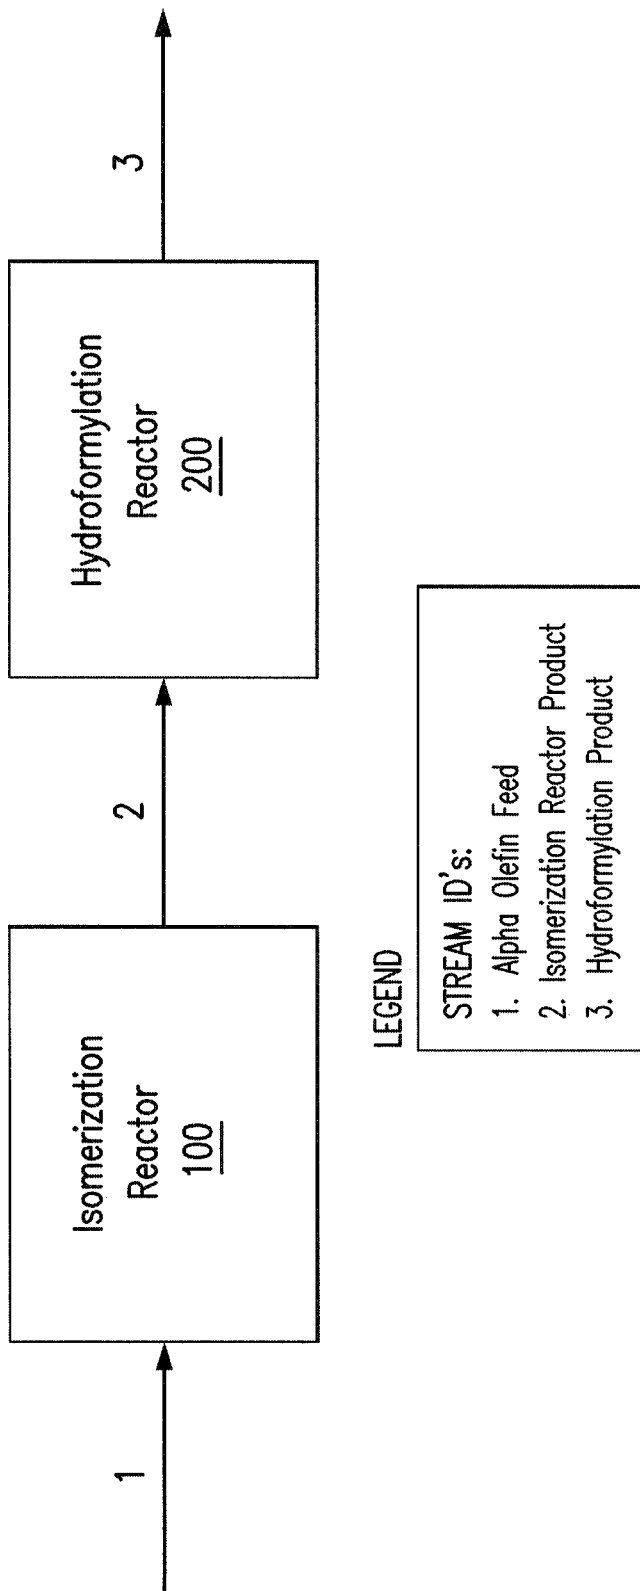 1
Isomerization
Reactor
100
2
Hydroformylation
Reactor
200
3
LEGEND
STREAM ID's:
1. Alpha Olefin Feed
2. Isomerization Reactor Product
3. Hydroformylation Product